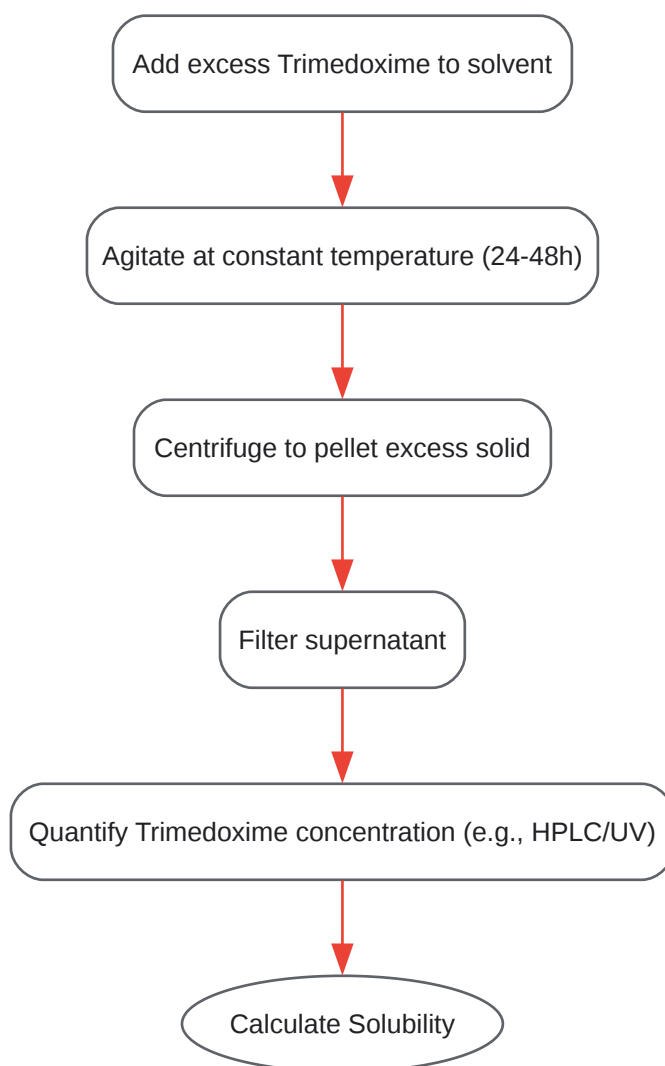 Add excess Trimedoxime to solvent
Agitate at constant temperature (24-48h)
Centrifuge to pellet excess solid
Filter supernatant
Quantify Trimedoxime concentration (e.g., HPLC/UV)
Calculate Solubility